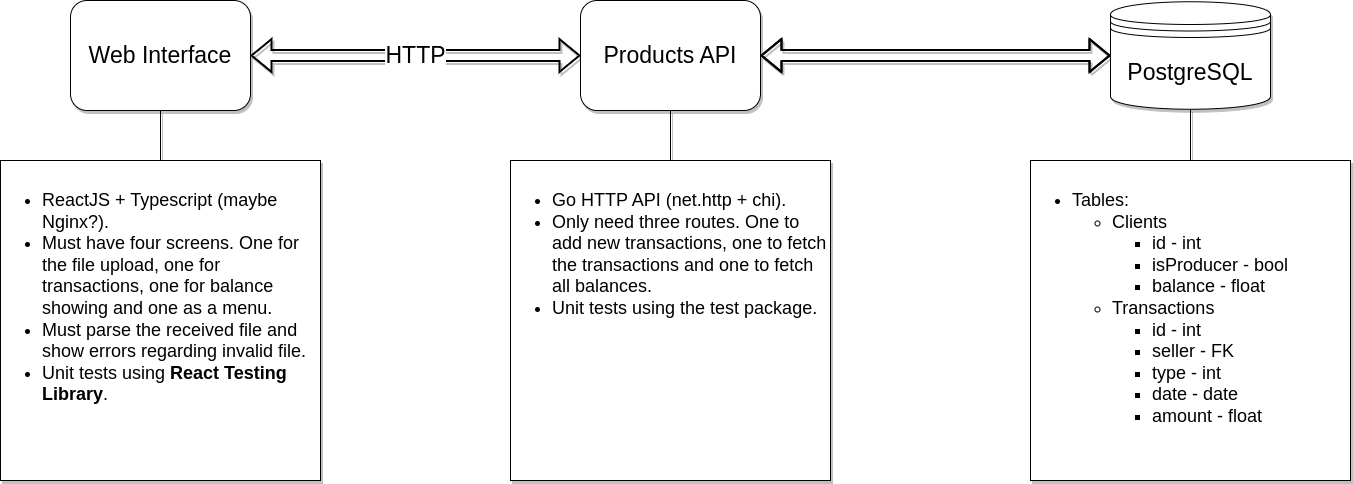 Web Interface
HTTP
Products API
PostgreSQL
ReactJS + Typescript (maybe
Nginx?).
Must have four screens. One for
the file upload, one for
transactions, one for balance
showing and one as a menu.
Must parse the received file and
show errors regarding invalid file.
Unit tests using React Testing
Library.
Go HTTP API (net.http + chi).
Only need three routes. One to
add new transactions, one to fetch
the transactions and one to fetch
all balances.
Unit tests using the test package.
Tables:
Clients
id - int
isProducer - bool
balance - float
Transactions
id - int
seller - FK
type - int
date - date
amount - float